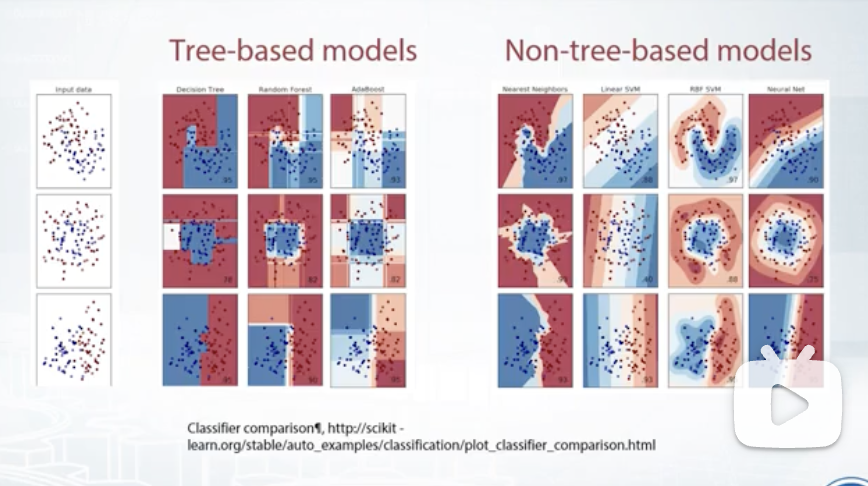 Tree-based models
Non-tree-based models
Input data
Decision Tree
Random Forest
AdaBoost
Nearest Neighbors
Linear SVM
RBF SVM
Neural Net
.95
.95
.93
.97
.88
.97
.90
.78
.82
.82
.93
.40
.88
.95
.90
.95
.93
.93
Classifier comparison¶, http://scikit -
learn.org/stable/auto_examples/classification/plot_classifier_comparison.html